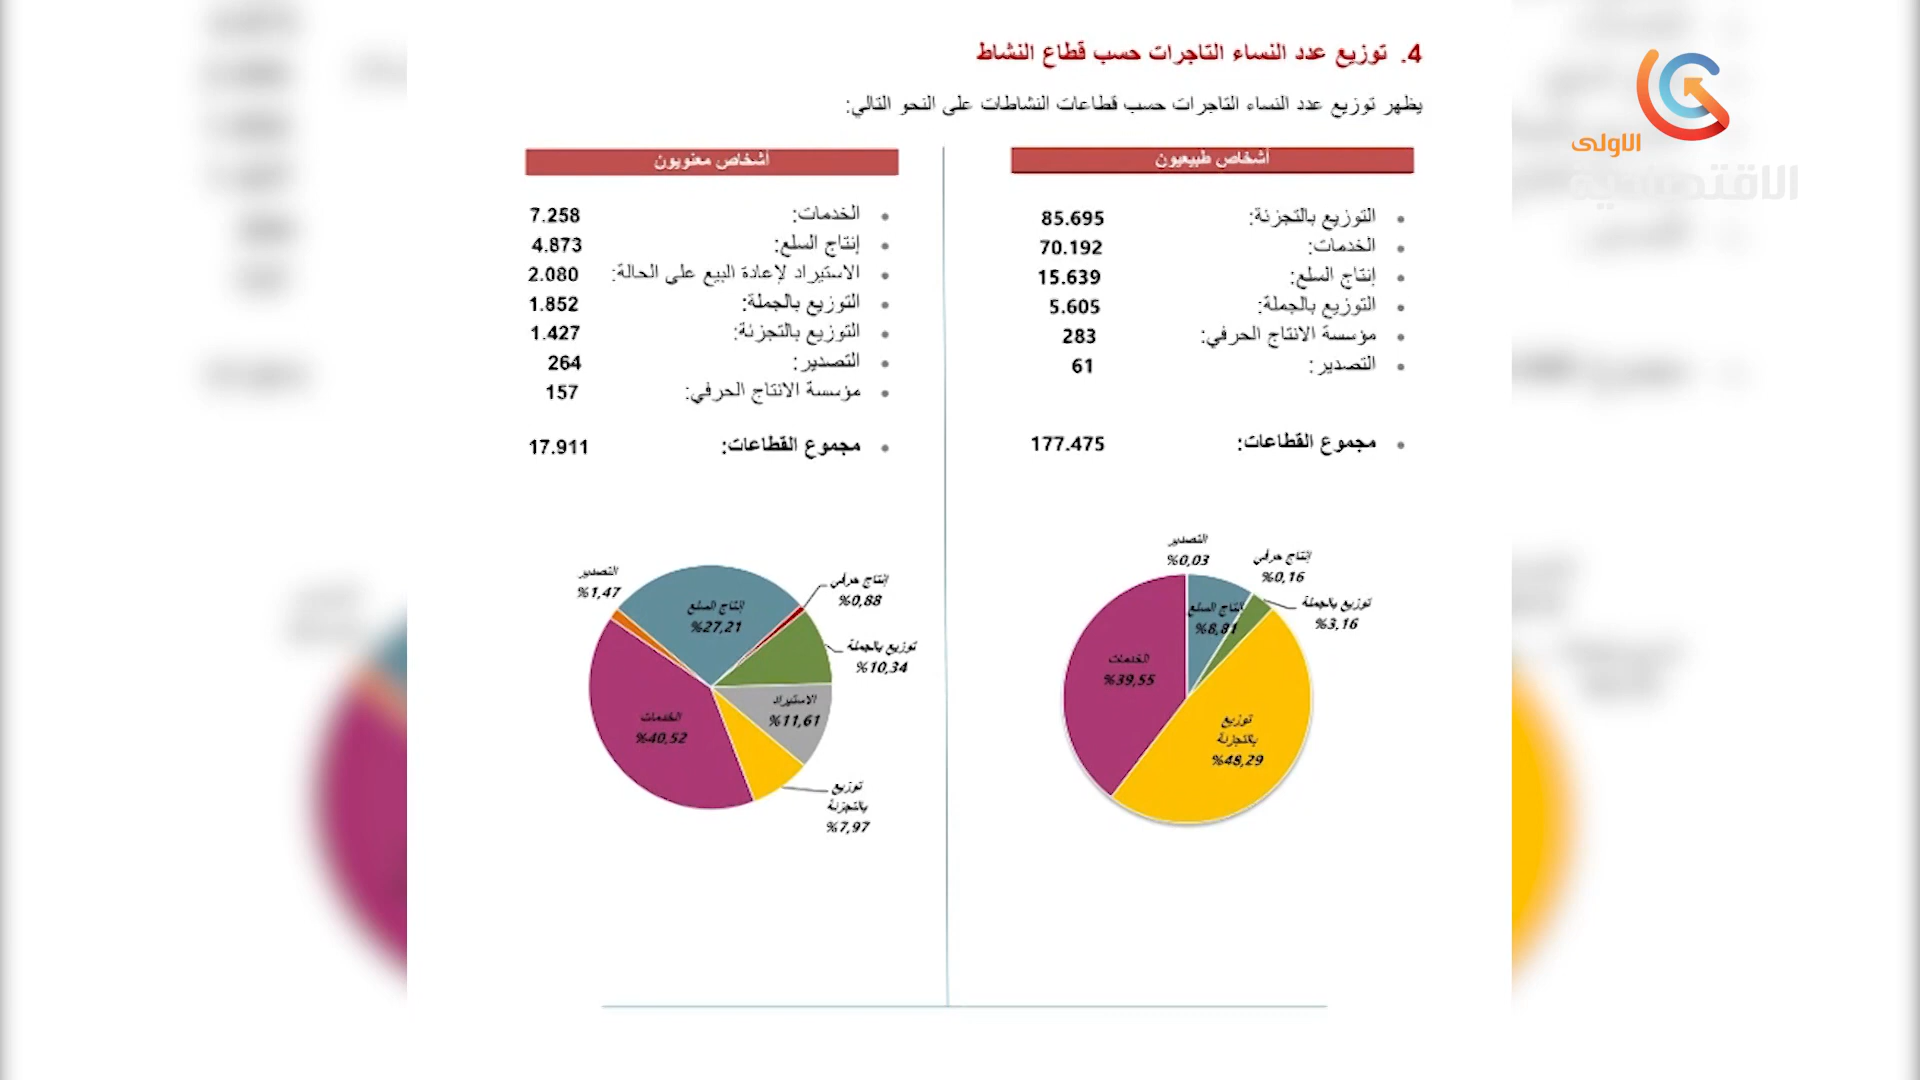 4. توزيع عدد النساء التاجرات حسب قطاع النشاط
يظهر توزيع عدد النساء التاجرات حسب قطاعات النشاطات على النحو التالي:
أشخاص طبيعيون
التوزيع بالتجزئة: 85.695
الخدمات: 70.192
إنتاج السلع: 15.639
التوزيع بالجملة: 5.605
مؤسسة الانتاج الحرفي: 283
التصدير: 61
مجموع القطاعات: 177.475
التصدير
%0,03
إنتاج حرفي
%0,16
توزيع بالجملة
%3,16
إنتاج السلع
%8,81
الخدمات
%39,55
توزيع
بالتجزئة
%48,29
أشخاص معنويون
الخدمات: 7.258
إنتاج السلع: 4.873
الاستيراد لإعادة البيع على الحالة: 2.080
التوزيع بالجملة: 1.852
التوزيع بالتجزئة: 1.427
التصدير: 264
مؤسسة الانتاج الحرفي: 157
مجموع القطاعات: 17.911
التصدير
%1,47
إنتاج السلع
%27,21
إنتاج حرفي
%0,88
توزيع بالجملة
%10,34
الاستيراد
%11,61
الخدمات
%40,52
توزيع
بالتجزئة
%7,97
الاولى
الاقتصادية